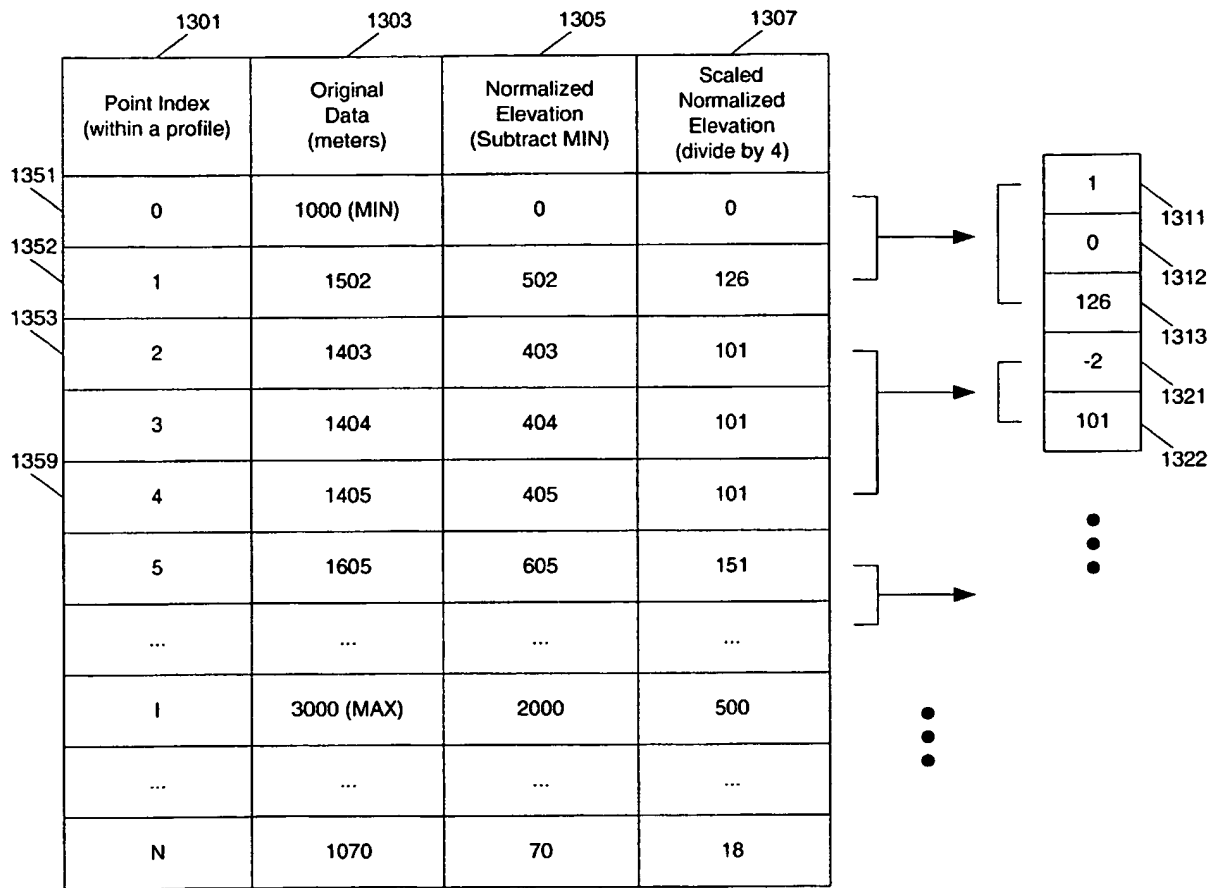 1301 1303 1305 1307
Point Index
(within a profile)
Original
Data
(meters)
Normalized
Elevation
(Subtract MIN)
Scaled
Normalized
Elevation
(divide by 4)
1351
0 1000 (MIN) 0 0
1352
1 1502 502 126
1353
2 1403 403 101
3 1404 404 101
1359
4 1405 405 101
5 1605 605 151
... ... ... ...
I 3000 (MAX) 2000 500
... ... ... ...
N 1070 70 18
1
1311
0
1312
126
1313
-2
1321
101
1322